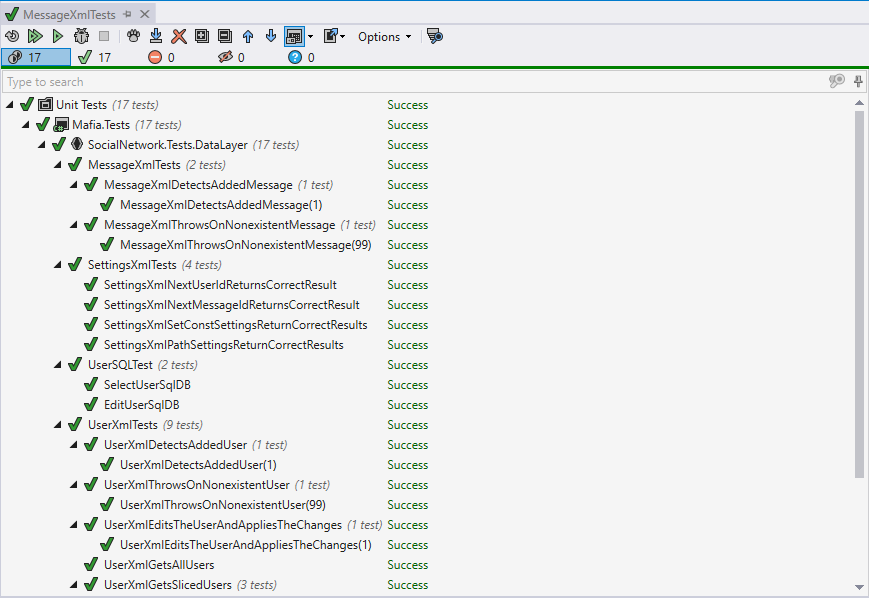 MessageXmlTests
Options
17 17 0 0 0
Type to search
Unit Tests (17 tests) Success
Mafia.Tests (17 tests) Success
SocialNetwork.Tests.DataLayer (17 tests) Success
MessageXmlTests (2 tests) Success
MessageXmlDetectsAddedMessage (1 test) Success
MessageXmlDetectsAddedMessage(1) Success
MessageXmlThrowsOnNonexistentMessage (1 test) Success
MessageXmlThrowsOnNonexistentMessage(99) Success
SettingsXmlTests (4 tests) Success
SettingsXmlNextUserIdReturnsCorrectResult Success
SettingsXmlNextMessageIdReturnsCorrectResult Success
SettingsXmlSetConstSettingsReturnCorrectResults Success
SettingsXmlPathSettingsReturnCorrectResults Success
UserSQLTest (2 tests) Success
SelectUserSqlDB Success
EditUserSqlDB Success
UserXmlTests (9 tests) Success
UserXmlDetectsAddedUser (1 test) Success
UserXmlDetectsAddedUser(1) Success
UserXmlThrowsOnNonexistentUser (1 test) Success
UserXmlThrowsOnNonexistentUser(99) Success
UserXmlEditsTheUserAndAppliesTheChanges (1 test) Success
UserXmlEditsTheUserAndAppliesTheChanges(1) Success
UserXmlGetsAllUsers Success
UserXmlGetsSlicedUsers (3 tests) Success